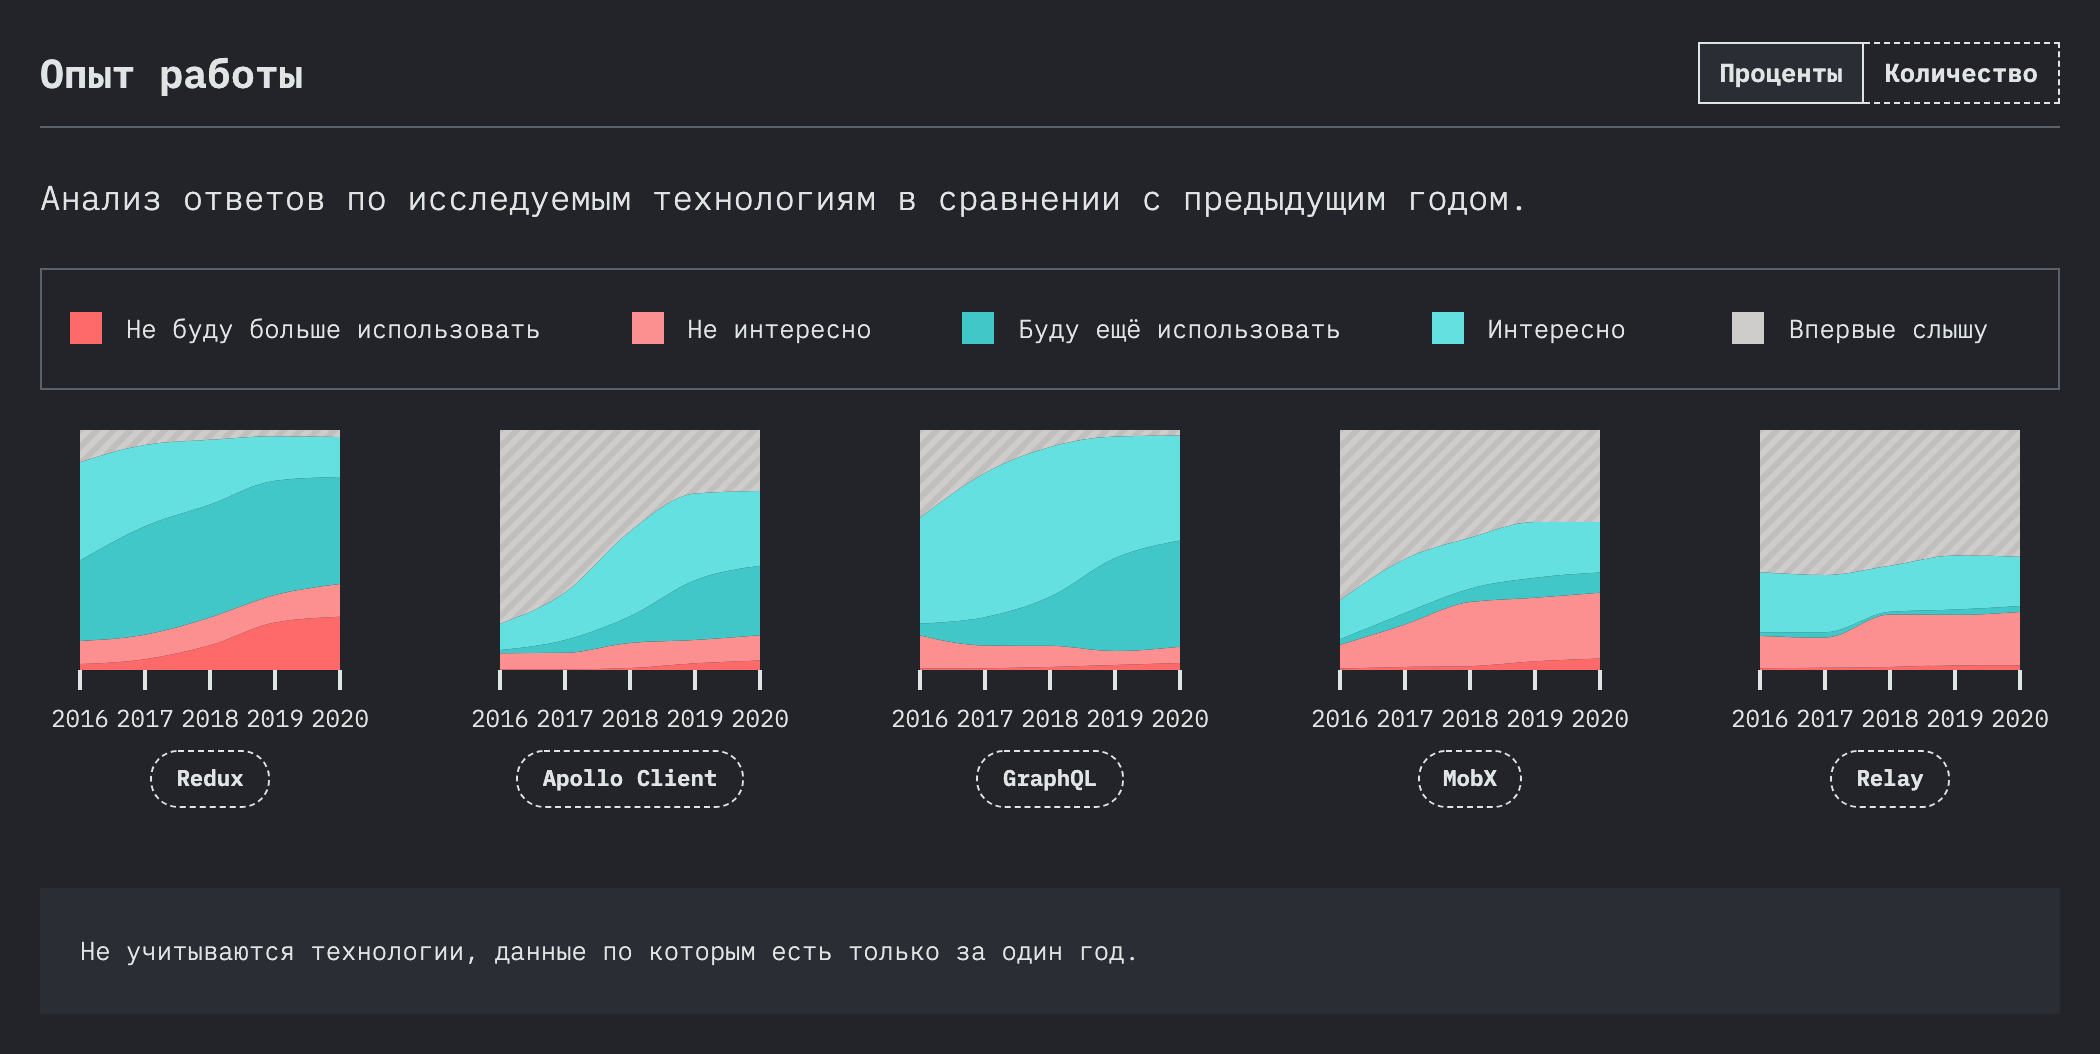 Опыт работы
Проценты Количество
Анализ ответов по исследуемым технологиям в сравнении с предыдущим годом.
Не буду больше использовать Не интересно Буду ещё использовать Интересно Впервые слышу
2016 2017 2018 2019 2020 2016 2017 2018 2019 2020 2016 2017 2018 2019 2020 2016 2017 2018 2019 2020 2016 2017 2018 2019 2020
Redux Apollo Client GraphQL MobX Relay
Не учитываются технологии, данные по которым есть только за один год.